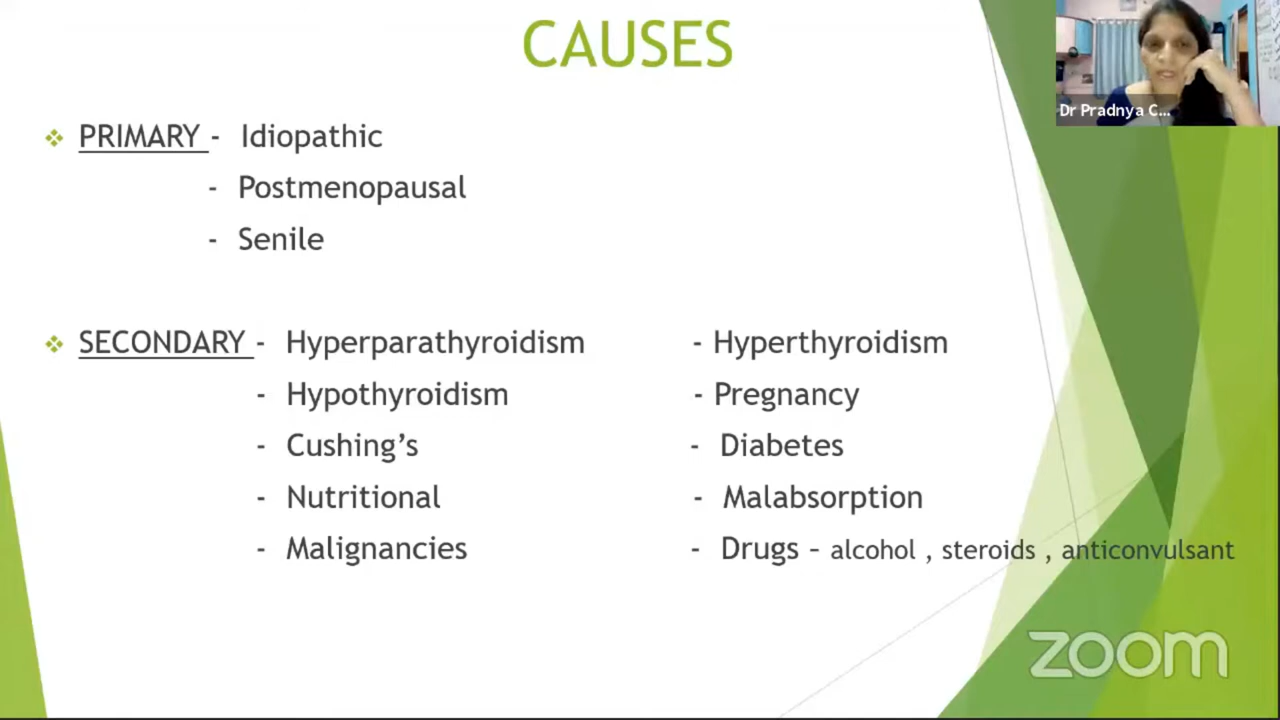 CAUSES
Dr Pradnya C...
❖ PRIMARY - Idiopathic
- Postmenopausal
- Senile
❖ SECONDARY - Hyperparathyroidism - Hyperthyroidism
- Hypothyroidism - Pregnancy
- Cushing’s - Diabetes
- Nutritional - Malabsorption
- Malignancies - Drugs – alcohol , steroids , anticonvulsant
zoom